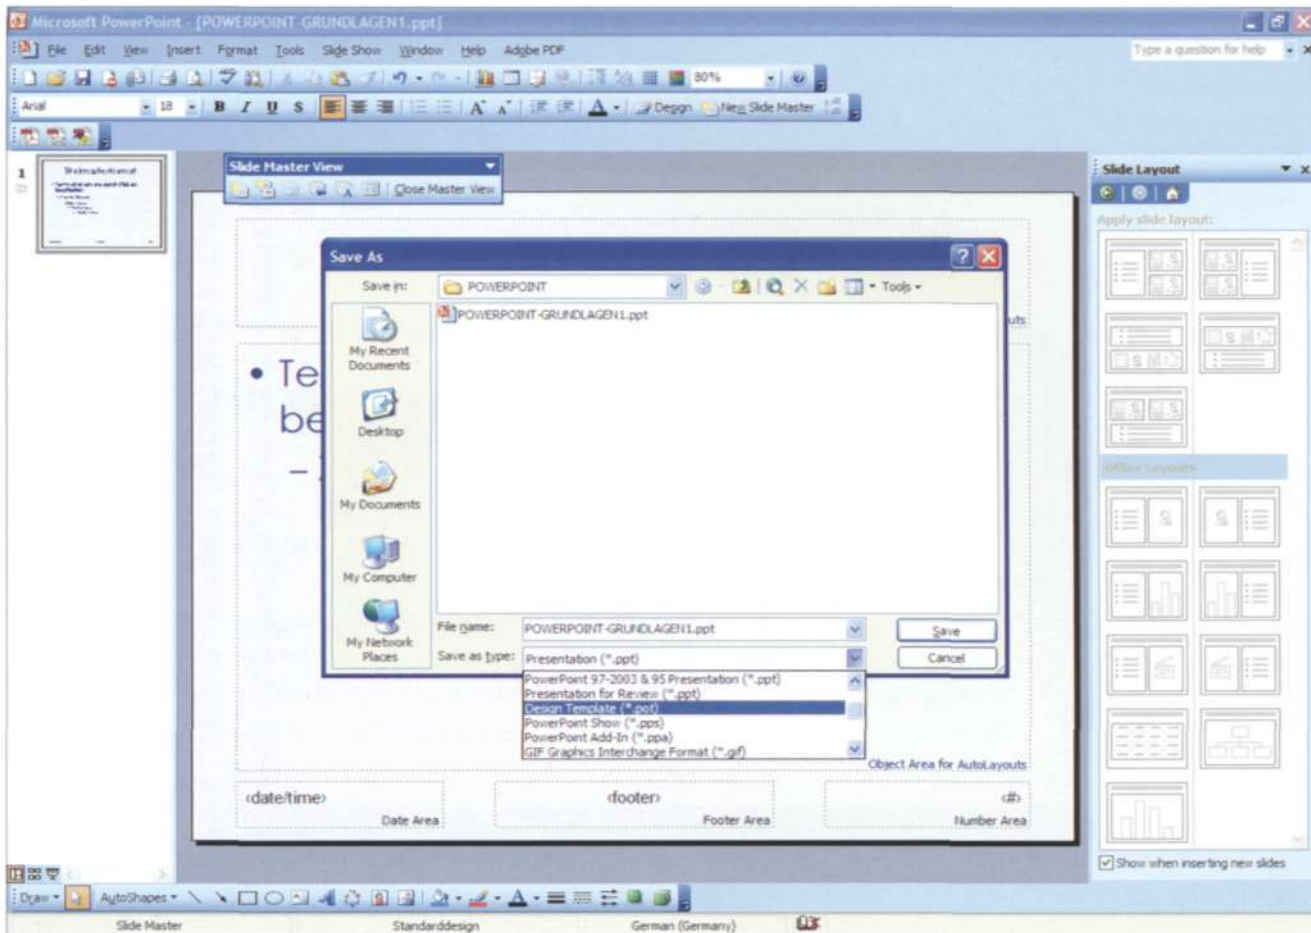 Microsoft PowerPoint - [POWERPOINT-GRUNDLAGEN1.ppt]
File Edit View Insert Format Tools Slide Show Window Help Adobe PDF
Type a question for help
80%
Arial 18 B I U S A A A Design New Slide Master
1
Slide Master View
Close Master View
Slide Layout
Apply slide layout:
Save As
Save in: POWERPOINT Tools
POWERPOINT-GRUNDLAGEN1.ppt
My Recent Documents
Desktop
My Documents
My Computer
My Network Places
File name: POWERPOINT-GRUNDLAGEN1.ppt Save
Save as type: Presentation (*.ppt) Cancel
PowerPoint 97-2003 & 95 Presentation (*.ppt)
Presentation for Review (*.ppt)
Design Template (*.pot)
PowerPoint Show (*.pps)
PowerPoint Add-In (*.ppa)
GIF Graphics Interchange Format (*.gif)
• Te
be
–
uts
Other Layouts
Object Area for AutoLayouts
<date/time> <footer> <#>
Date Area Footer Area Number Area
Show when inserting new slides
Draw AutoShapes
Slide Master Standarddesign German (Germany)